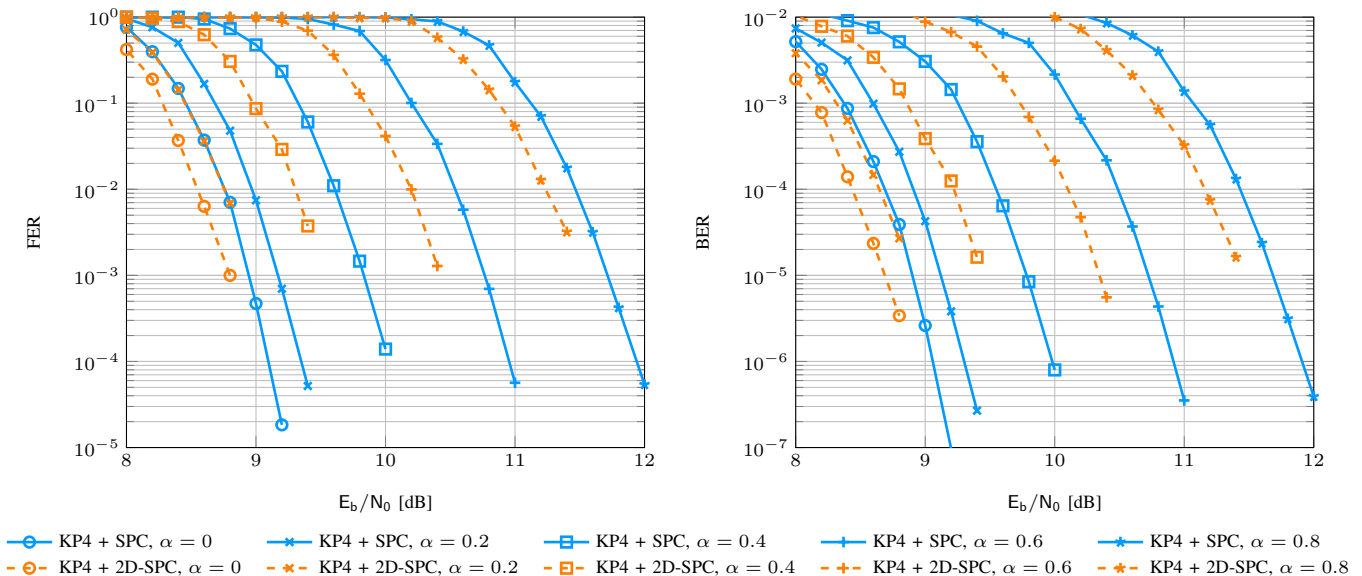 10⁰
10⁻¹
10⁻²
10⁻³
10⁻⁴
10⁻⁵
FER
8 9 10 11 12
E_b/N_0 [dB]
10⁻²
10⁻³
10⁻⁴
10⁻⁵
10⁻⁶
10⁻⁷
BER
8 9 10 11 12
E_b/N_0 [dB]
KP4 + SPC, α = 0 KP4 + SPC, α = 0.2 KP4 + SPC, α = 0.4 KP4 + SPC, α = 0.6 KP4 + SPC, α = 0.8
KP4 + 2D-SPC, α = 0 KP4 + 2D-SPC, α = 0.2 KP4 + 2D-SPC, α = 0.4 KP4 + 2D-SPC, α = 0.6 KP4 + 2D-SPC, α = 0.8